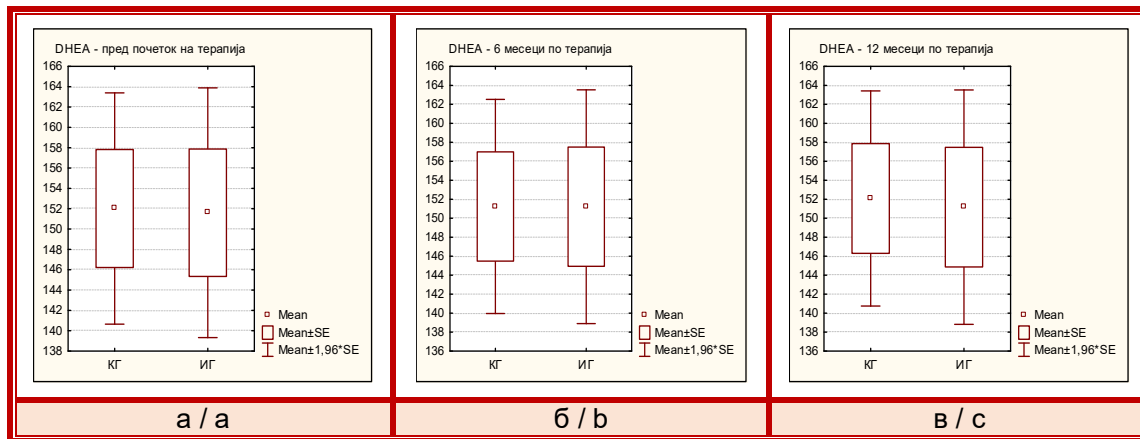 DHEA - пред почеток на терапија
166
164
162
160
158
156
154
152
150
148
146
144
142
140
138
КГ
ИГ
Mean
Mean±SE
Mean±1,96*SE
DHEA - 6 месеци по терапија
166
164
162
160
158
156
154
152
150
148
146
144
142
140
138
136
КГ
ИГ
Mean
Mean±SE
Mean±1,96*SE
DHEA - 12 месеци по терапија
166
164
162
160
158
156
154
152
150
148
146
144
142
140
138
136
КГ
ИГ
Mean
Mean±SE
Mean±1,96*SE
а / a
б / b
в / c